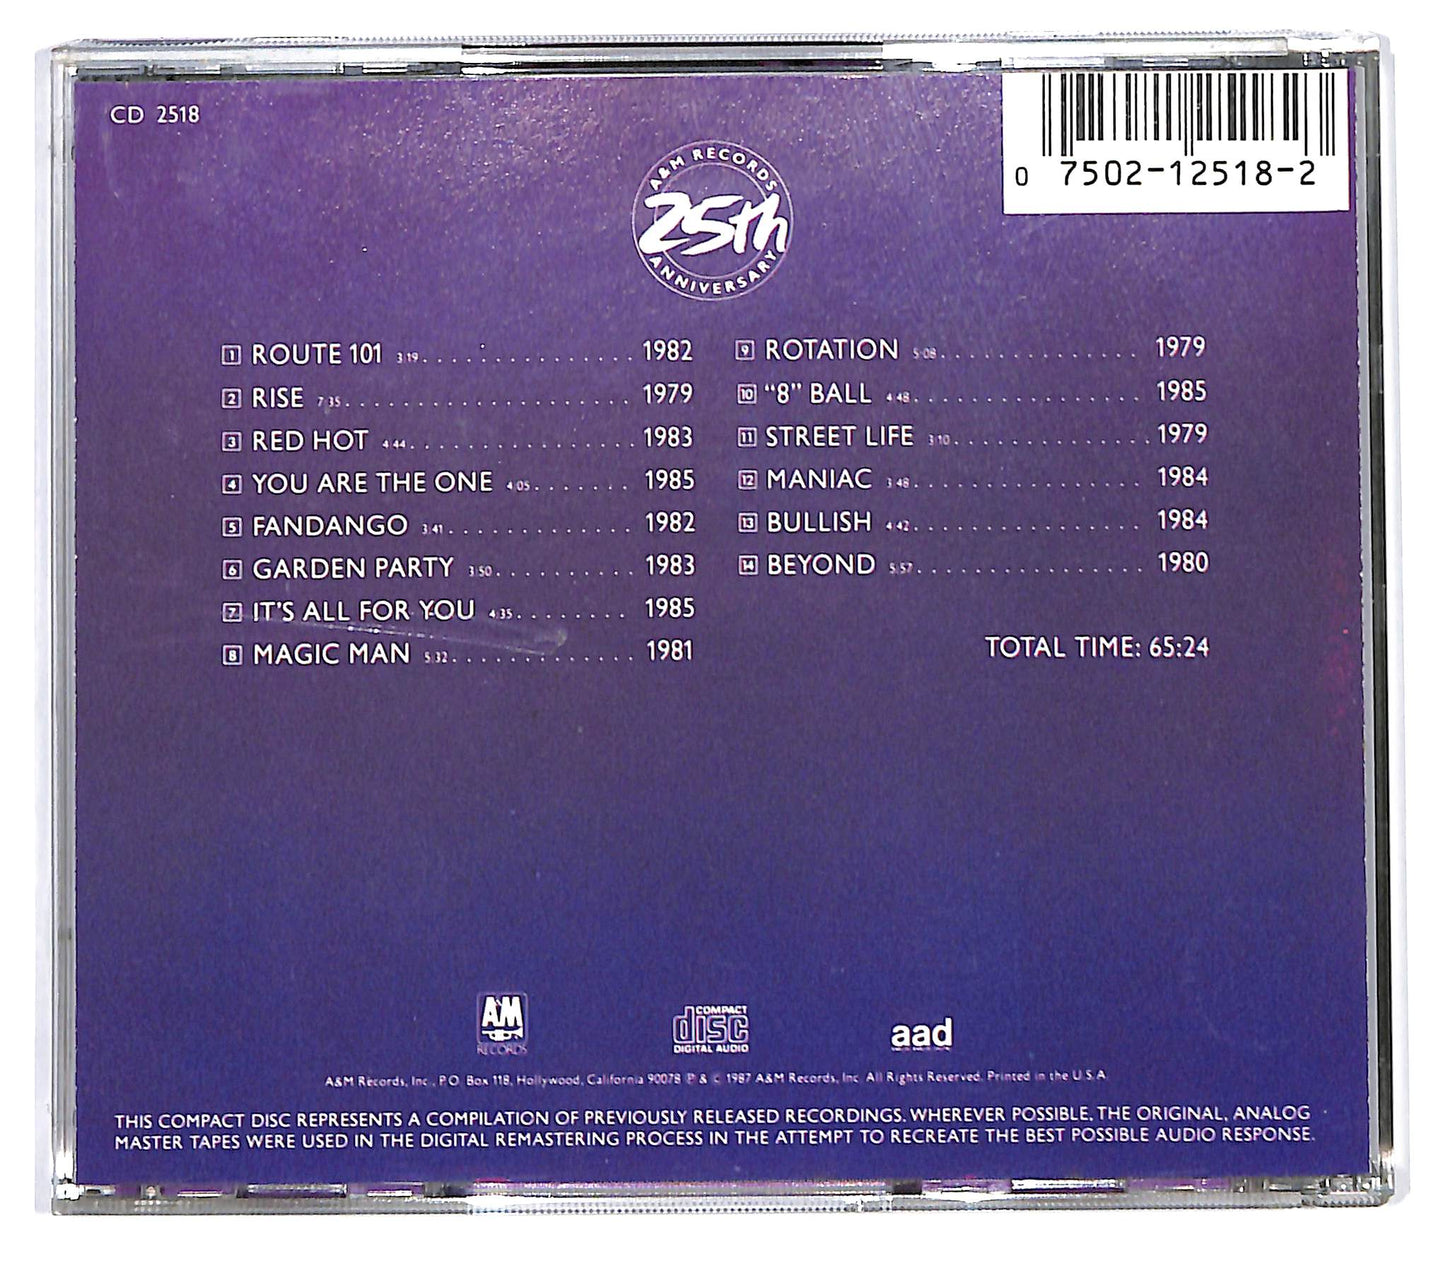 CD 2518
0 7502-12518-2
A&M RECORDS
25th
ANNIVERSARY
1 ROUTE 101 3:19 1982
2 RISE 7:35 1979
3 RED HOT 4:44 1983
4 YOU ARE THE ONE 4:05 1985
5 FANDANGO 3:41 1982
6 GARDEN PARTY 3:50 1983
7 IT'S ALL FOR YOU 4:35 1985
8 MAGIC MAN 5:32 1981
9 ROTATION 5:08 1979
10 "8" BALL 4:48 1985
11 STREET LIFE 3:10 1979
12 MANIAC 3:48 1984
13 BULLISH 4:42 1984
14 BEYOND 5:57 1980
TOTAL TIME: 65:24
A&M
RECORDS
COMPACT
disc
DIGITAL AUDIO
aad
A&M Records, Inc., P.O. Box 118, Hollywood, California 90078 ℗ & © 1987 A&M Records, Inc. All Rights Reserved. Printed in the U.S.A.
THIS COMPACT DISC REPRESENTS A COMPILATION OF PREVIOUSLY RELEASED RECORDINGS. WHEREVER POSSIBLE, THE ORIGINAL, ANALOG
MASTER TAPES WERE USED IN THE DIGITAL REMASTERING PROCESS IN THE ATTEMPT TO RECREATE THE BEST POSSIBLE AUDIO RESPONSE.